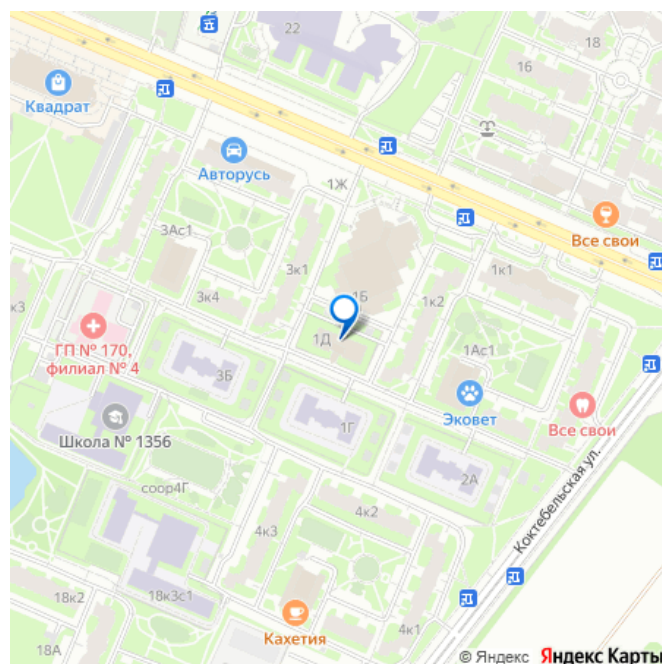 22
18
16
Квадрат
Авторусь
1Ж
Все свои
3Ас1
3к1
1к1
3к4
1Б
1к2
к3
ГП № 170,
филиал № 4
1Д
1Ас1
3Б
Эковет
Все свои
Школа № 1356
1Г
2А
Коктебельская ул.
соор4Г
4к2
4к3
18к2
18к3с1
Кахетия
4к1
18А
© Яндекс Яндекс Карты